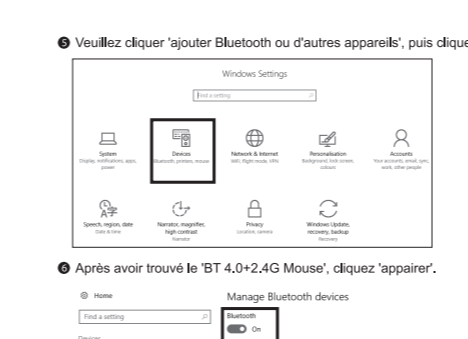 ❺ Veuillez cliquer 'ajouter Bluetooth ou d'autres appareils', puis clique
Windows Settings
Find a setting
System
Devices
Network & Internet
Personalisation
Accounts
Display, notifications, apps,
Bluetooth, printers, mouse
WiFi, flight mode, VPN
Background, lock screen,
Your accounts, email, sync,
power
colours
work, other people
Speech, region, date
Narrator, magnifier,
Privacy
Windows Update,
Date & time
high contrast
Location, camera
recovery, backup
Narrator
Recovery
❻ Après avoir trouvé le 'BT 4.0+2.4G Mouse', cliquez 'appairer'.
Home
Manage Bluetooth devices
Find a setting
Bluetooth
On
Devices